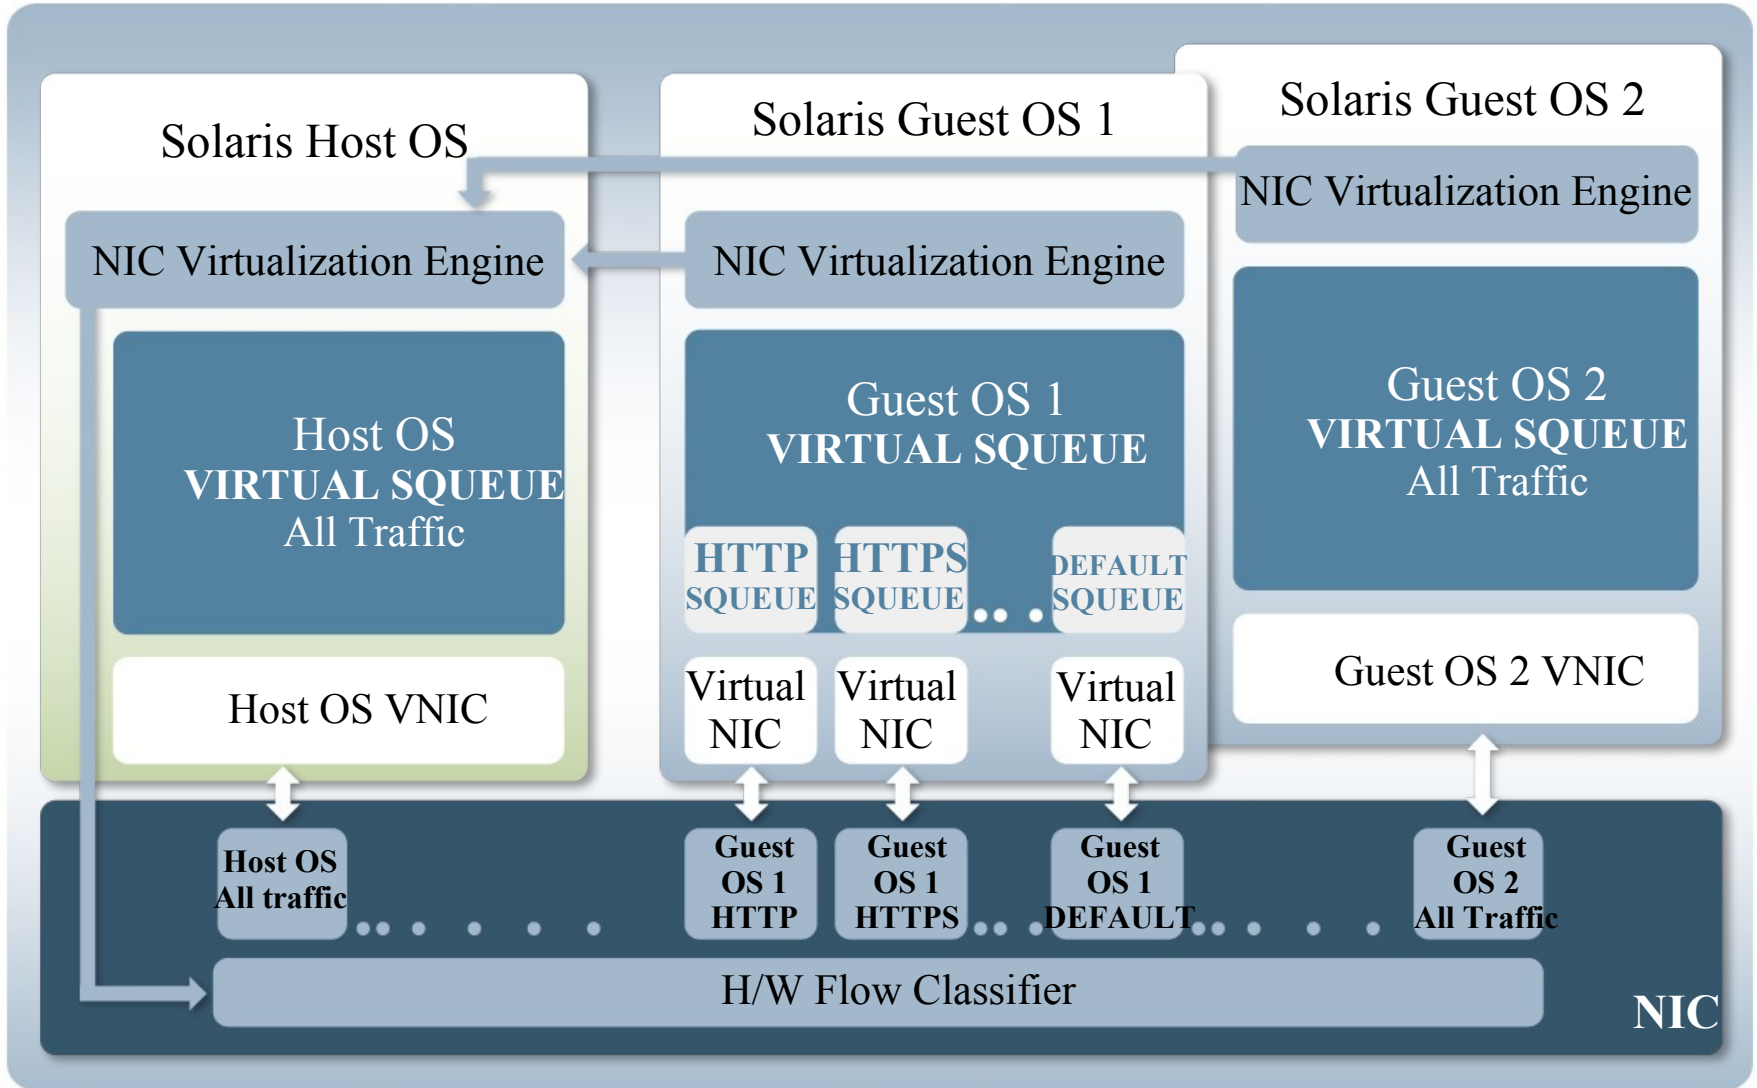 Solaris Host OS
NIC Virtualization Engine
Host OS
VIRTUAL SQUEUE
All Traffic
Host OS VNIC
Solaris Guest OS 1
NIC Virtualization Engine
Guest OS 1
VIRTUAL SQUEUE
HTTP
SQUEUE
HTTPS
SQUEUE
DEFAULT
SQUEUE
Virtual
NIC
Virtual
NIC
Virtual
NIC
Solaris Guest OS 2
NIC Virtualization Engine
Guest OS 2
VIRTUAL SQUEUE
All Traffic
Guest OS 2 VNIC
Host OS
All traffic
Guest
OS 1
HTTP
Guest
OS 1
HTTPS
Guest
OS 1
DEFAULT
Guest
OS 2
All Traffic
H/W Flow Classifier
NIC